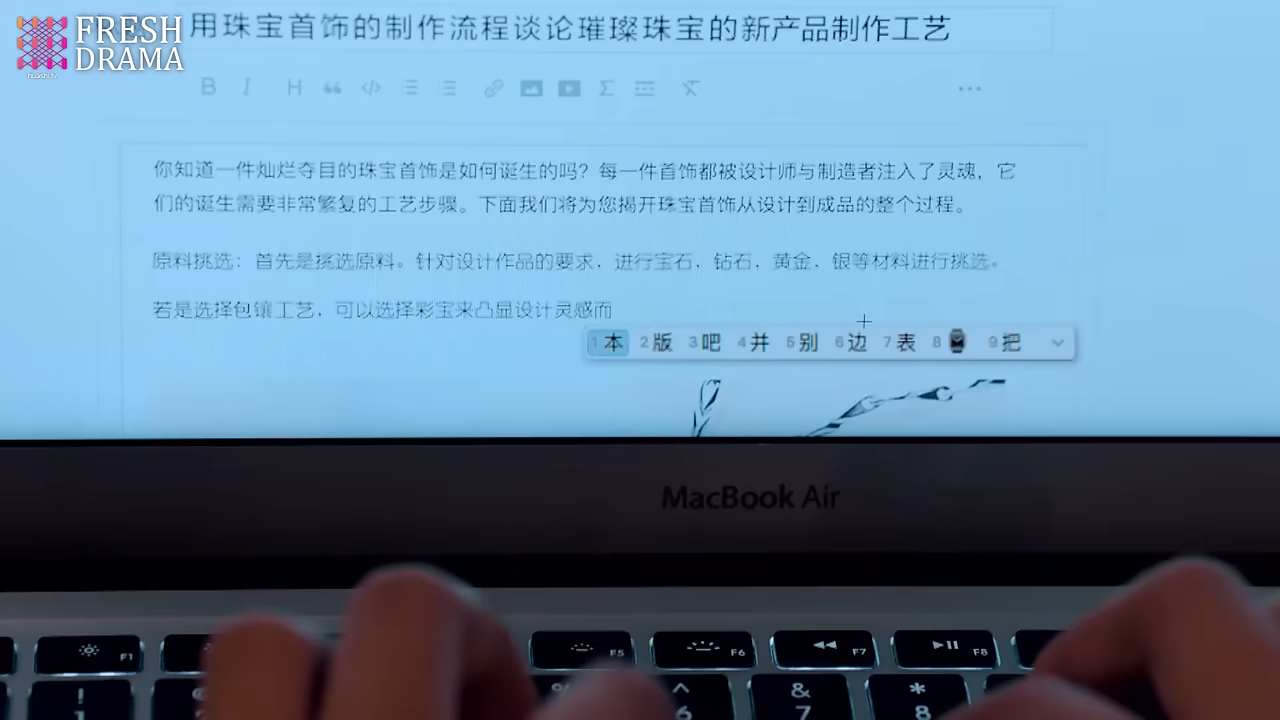 FRESH
DRAMA
huashi.tv
用珠宝首饰的制作流程谈论璀璨珠宝的新产品制作工艺
B I H
你知道一件灿烂夺目的珠宝首饰是如何诞生的吗？每一件首饰都被设计师与制造者注入了灵魂，它
们的诞生需要非常繁复的工艺步骤。下面我们将为您揭开珠宝首饰从设计到成品的整个过程。
原料挑选：首先是挑选原料。针对设计作品的要求，进行宝石、钻石、黄金、银等材料进行挑选。
若是选择包镶工艺，可以选择彩宝来凸显设计灵感而
1 本 2 版 3 吧 4 并 5 别 6 边 7 表 8 9 把
MacBook Air
F1 F5 F6 F7 F8
! % ^ & *
1 6 7 8